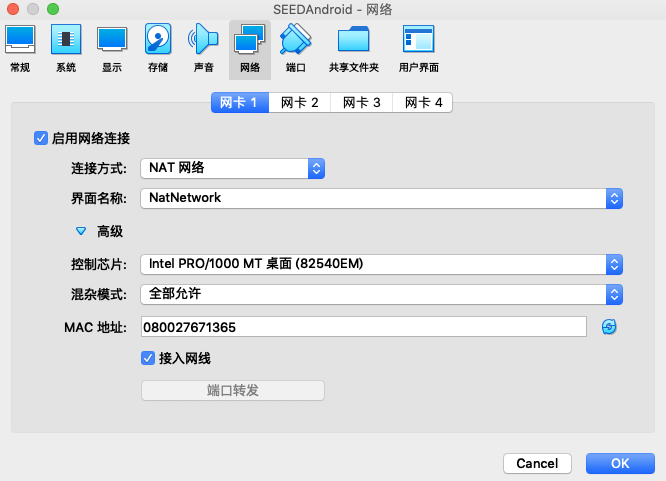 SEEDAndroid - 网络
常规 系统 显示 存储 声音 网络 端口 共享文件夹 用户界面
网卡 1 网卡 2 网卡 3 网卡 4
启用网络连接
连接方式: NAT 网络
界面名称: NatNetwork
高级
控制芯片: Intel PRO/1000 MT 桌面 (82540EM)
混杂模式: 全部允许
MAC 地址: 080027671365
接入网线
端口转发
Cancel OK